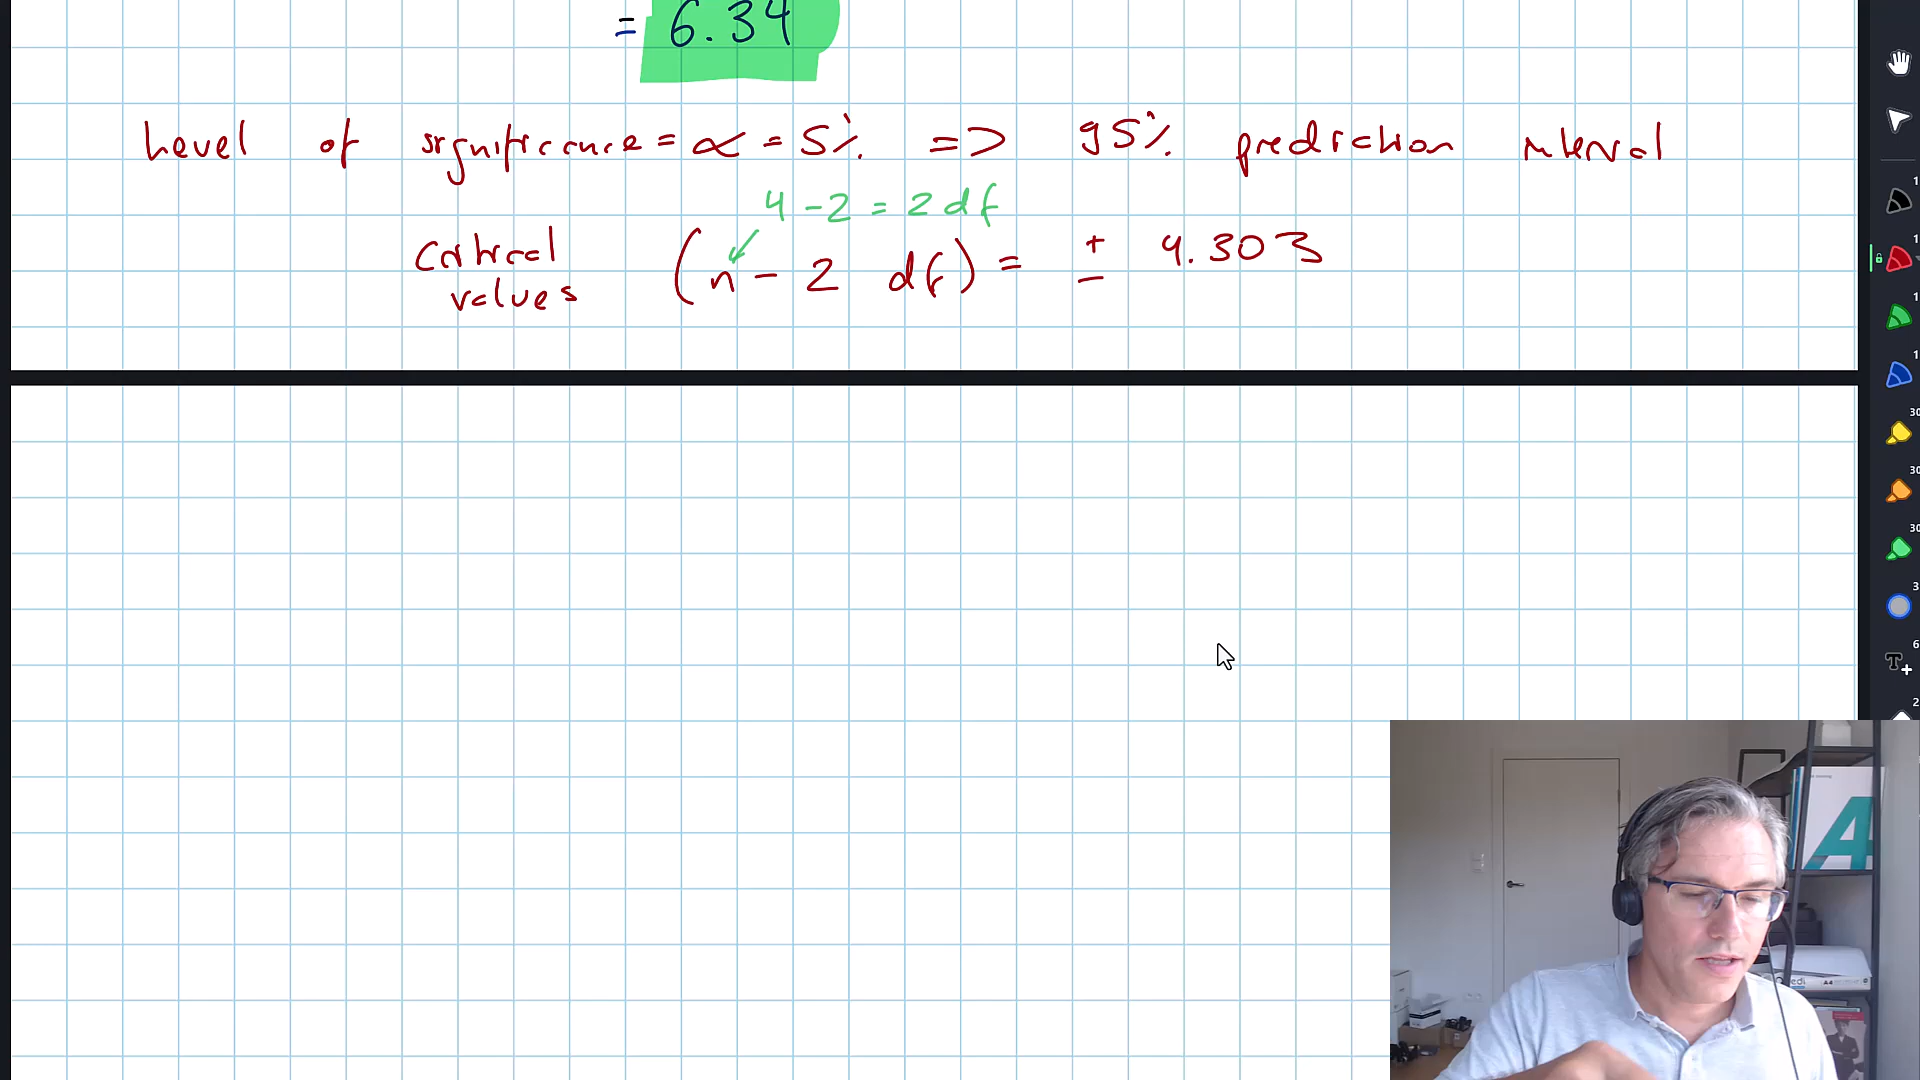 = 6.34
Level of significance = α = 5% => 95% prediction interval
4 - 2 = 2 df
Critical values (n - 2 df) = ± 4.303